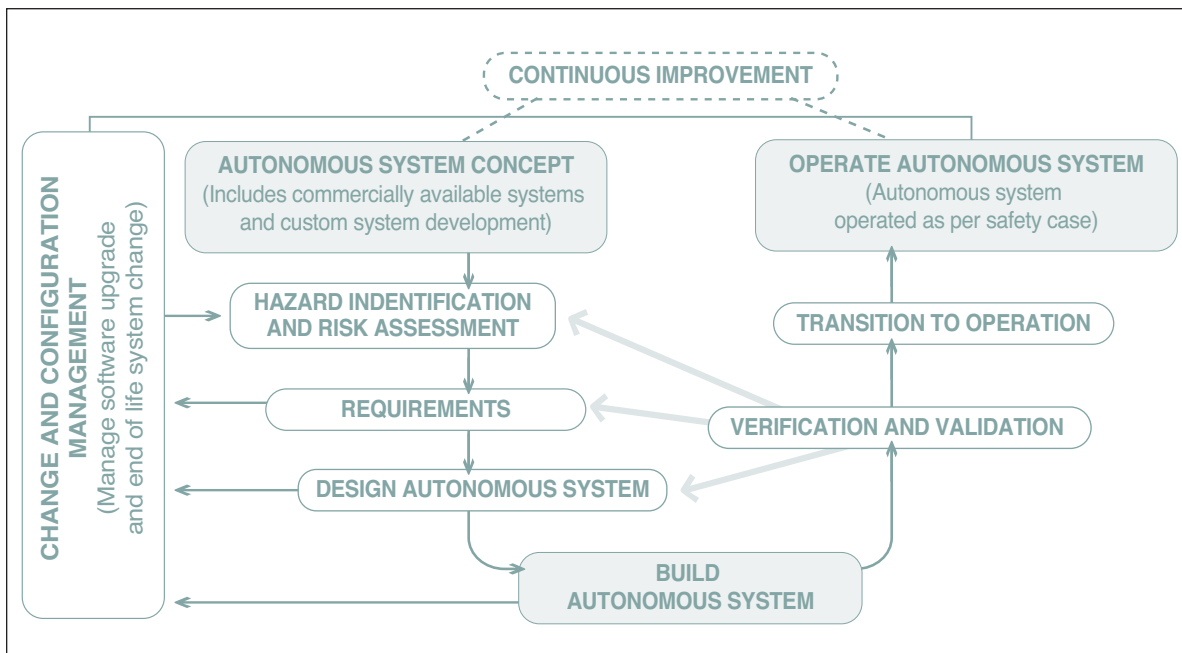 CONTINUOUS IMPROVEMENT
CHANGE AND CONFIGURATION
MANAGEMENT
(Manage software upgrade
and end of life system change)
AUTONOMOUS SYSTEM CONCEPT
(Includes commercially available systems
and custom system development)
OPERATE AUTONOMOUS SYSTEM
(Autonomous system
operated as per safety case)
HAZARD INDENTIFICATION
AND RISK ASSESSMENT
TRANSITION TO OPERATION
REQUIREMENTS
VERIFICATION AND VALIDATION
DESIGN AUTONOMOUS SYSTEM
BUILD
AUTONOMOUS SYSTEM